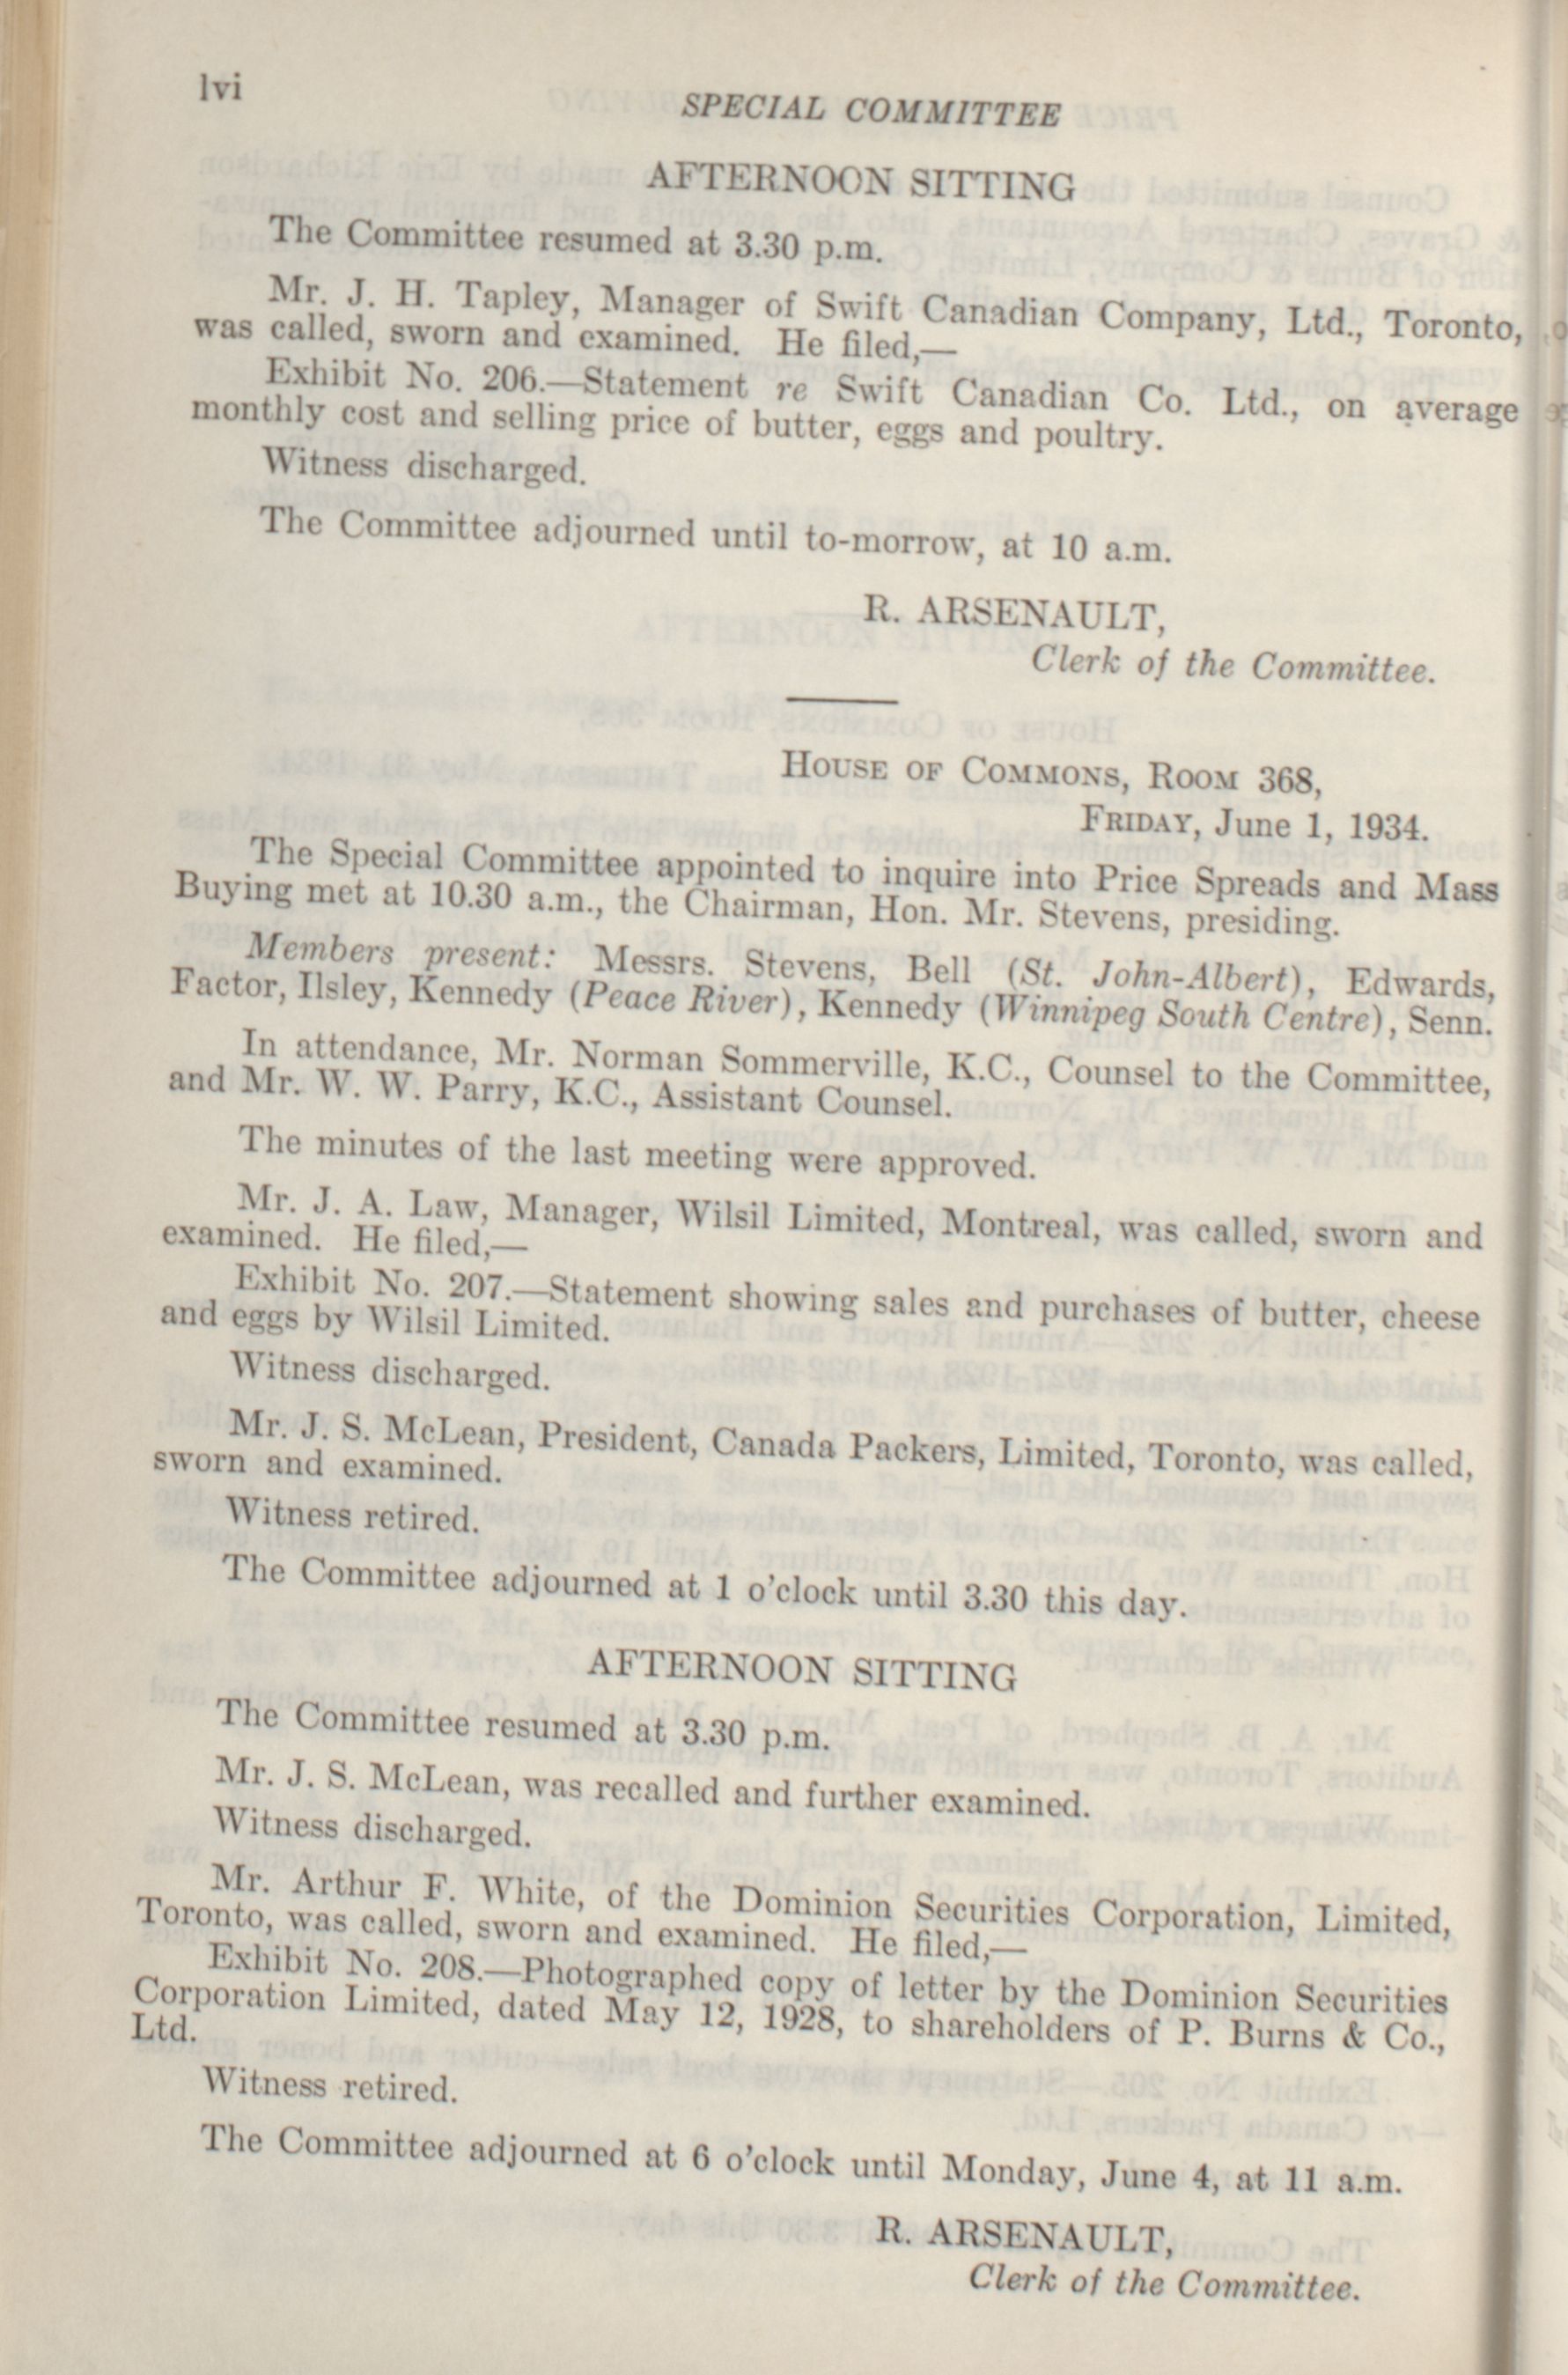 lvi
SPECIAL COMMITTEE
AFTERNOON SITTING
The Committee resumed at 3.30 p.m.
Mr. J. H. Tapley, Manager of Swift Canadian Company, Ltd., Toronto,
was called, sworn and examined. He filed,—
Exhibit No. 206.—Statement re Swift Canadian Co. Ltd., on average
monthly cost and selling price of butter, eggs and poultry.
Witness discharged.
The Committee adjourned until to-morrow, at 10 a.m.
R. ARSENAULT,
Clerk of the Committee.
House of Commons, Room 368,
Friday, June 1, 1934.
The Special Committee appointed to inquire into Price Spreads and Mass
Buying met at 10.30 a.m., the Chairman, Hon. Mr. Stevens, presiding.
Members present: Messrs. Stevens, Bell (St. John-Albert), Edwards,
Factor, Ilsley, Kennedy (Peace River), Kennedy (Winnipeg South Centre), Senn.
In attendance, Mr. Norman Sommerville, K.C., Counsel to the Committee,
and Mr. W. W. Parry, K.C., Assistant Counsel.
The minutes of the last meeting were approved.
Mr. J. A. Law, Manager, Wilsil Limited, Montreal, was called, sworn and
examined. He filed,—
Exhibit No. 207.—Statement showing sales and purchases of butter, cheese
and eggs by Wilsil Limited.
Witness discharged.
Mr. J. S. McLean, President, Canada Packers, Limited, Toronto, was called,
sworn and examined.
Witness retired.
The Committee adjourned at 1 o'clock until 3.30 this day.
AFTERNOON SITTING
The Committee resumed at 3.30 p.m.
Mr. J. S. McLean, was recalled and further examined.
Witness discharged.
Mr. Arthur F. White, of the Dominion Securities Corporation, Limited,
Toronto, was called, sworn and examined. He filed,—
Exhibit No. 208.—Photographed copy of letter by the Dominion Securities
Corporation Limited, dated May 12, 1928, to shareholders of P. Burns & Co.,
Ltd.
Witness retired.
The Committee adjourned at 6 o'clock until Monday, June 4, at 11 a.m.
R. ARSENAULT,
Clerk of the Committee.